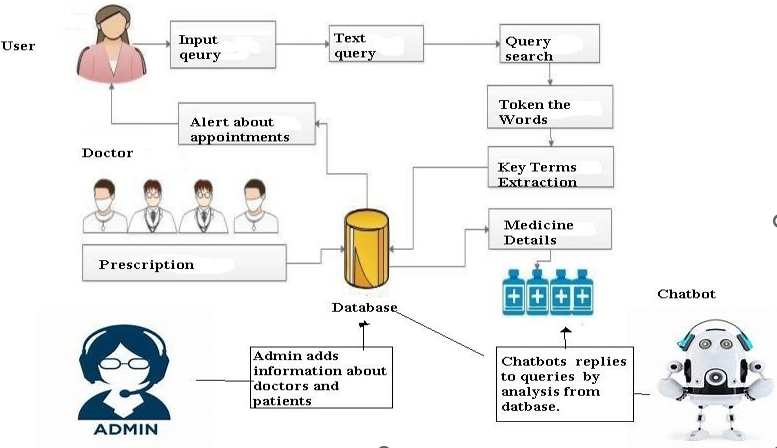 User
Input
qeury
Text
query
Query
search
Token the
Words
Alert about
appointments
Doctor
Key Terms
Extraction
Medicine
Details
Prescription
Database
Chatbot
Admin adds
information about
doctors and
patients
Chatbots replies
to queries by
analysis from
datbase.
ADMIN